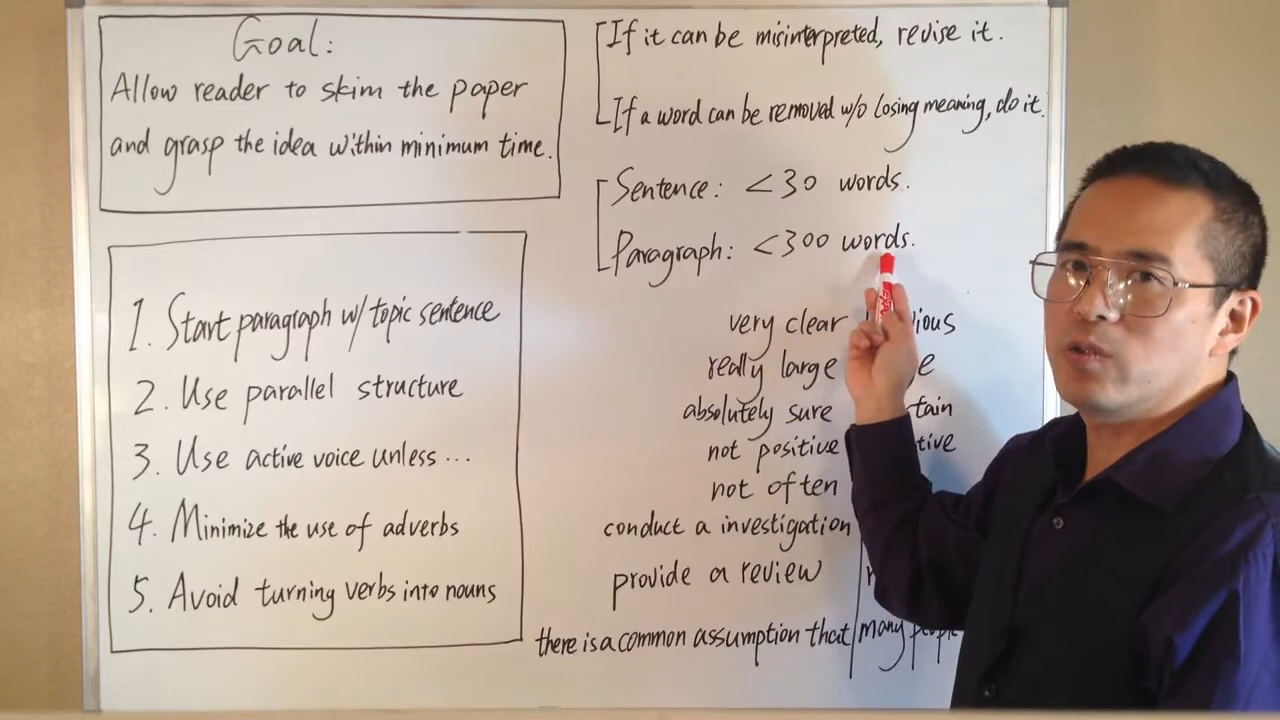 Goal:
Allow reader to skim the paper
and grasp the idea within minimum time.
1. Start paragraph w/ topic sentence
2. Use parallel structure
3. Use active voice unless ...
4. Minimize the use of adverbs
5. Avoid turning verbs into nouns
If it can be misinterpreted, revise it.
If a word can be removed w/o losing meaning, do it.
Sentence: <30 words.
Paragraph: <300 words.
very clear
really large
absolutely sure
not positive
not often
conduct a investigation
provide a review
there is a common assumption that many